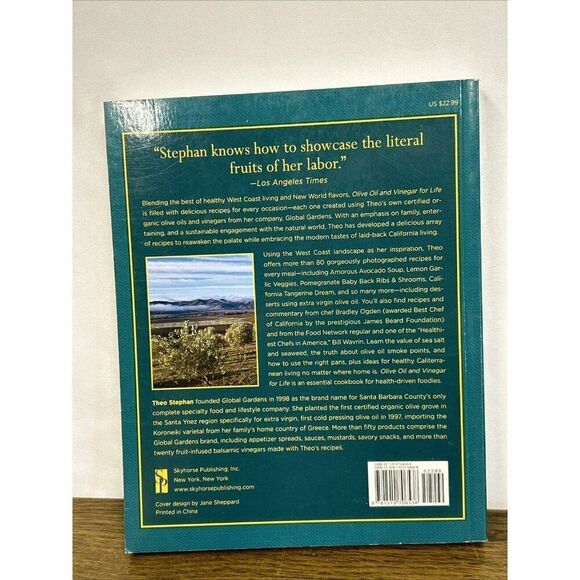 US $22.99
“Stephan knows how to showcase the literal
fruits of her labor.”
—Los Angeles Times
Blending the best of healthy West Coast living and New World flavors, Olive Oil and Vinegar for Life
is filled with delicious recipes for every occasion—each one created using Theo's own certified or-
ganic olive oils and vinegars from her company, Global Gardens. With an emphasis on family, enter-
taining, and a sustainable engagement with the natural world, Theo has developed a delicious array
of recipes to reawaken the palate while embracing the modern tastes of laid-back California living.
Using the West Coast landscape as her inspiration, Theo
offers more than 80 gorgeously photographed recipes for
every meal—including Amorous Avocado Soup, Lemon Gar-
lic Veggies, Pomegranate Baby Back Ribs & Shrooms, Cali-
fornia Tangerine Dream, and so many more—including des-
serts using extra virgin olive oil. You'll also find recipes and
commentary from chef Bradley Ogden (awarded Best Chef
of California by the prestigious James Beard Foundation)
and from the Food Network regular and one of the “Health-
iest Chefs in America,” Bill Wavrin. Learn the value of sea salt
and seaweed, the truth about olive oil smoke points, and
how to use the right pans, plus ideas for healthy Caliterra-
nean living no matter where home is. Olive Oil and Vinegar
for Life is an essential cookbook for health-driven foodies.
Theo Stephan founded Global Gardens in 1998 as the brand name for Santa Barbara County's only
complete specialty food and lifestyle company. She planted the first certified organic olive grove in
the Santa Ynez region specifically for extra virgin, first cold pressing olive oil in 1997, importing the
Koroneiki varietal from her family's home country of Greece. More than fifty products comprise the
Global Gardens brand, including appetizer spreads, sauces, mustards, savory snacks, and more than
twenty fruit-infused balsamic vinegars made with Theo's recipes.
Skyhorse Publishing, Inc.
New York, New York
www.skyhorsepublishing.com
Cover design by Jane Sheppard
Printed in China
52299